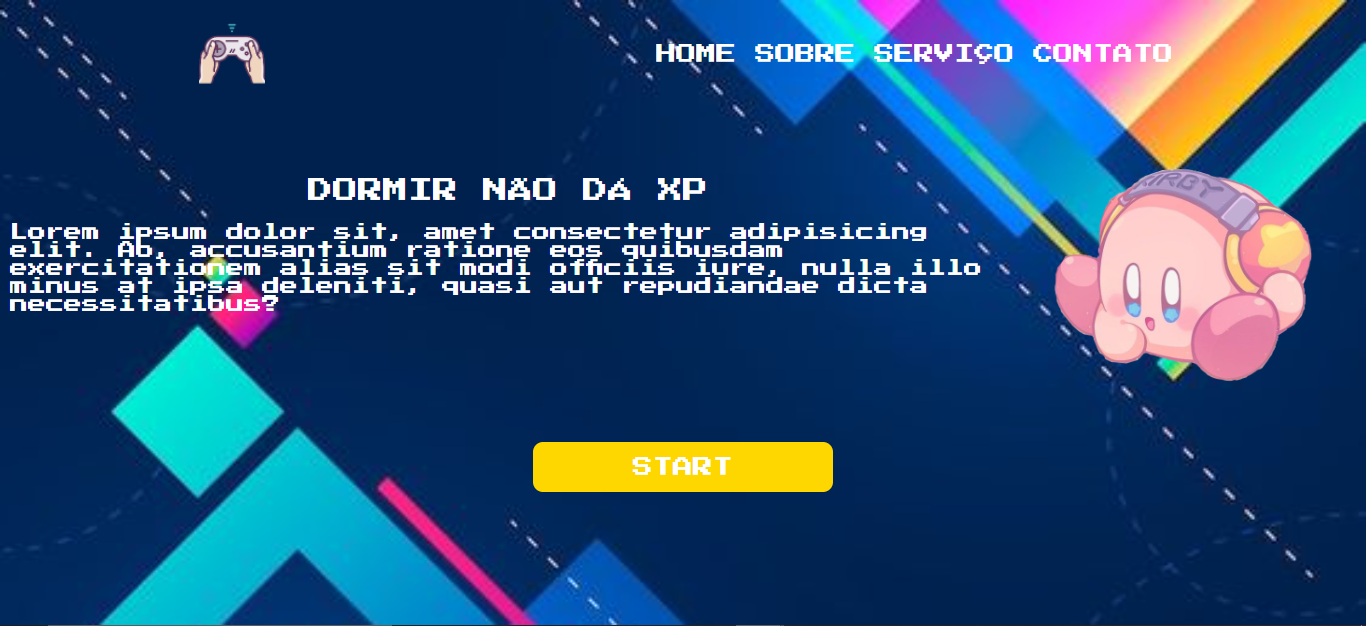 HOME SOBRE SERVIÇO CONTATO
DORMIR NÃO DÁ XP
KIRBY
Lorem ipsum dolor sit, amet consectetur adipisicing
elit. Ab, accusantium ratione eos quibusdam
exercitationem alias sit modi officiis iure, nulla illo
minus at ipsa deleniti, quasi aut repudiandae dicta
necessitatibus?
START